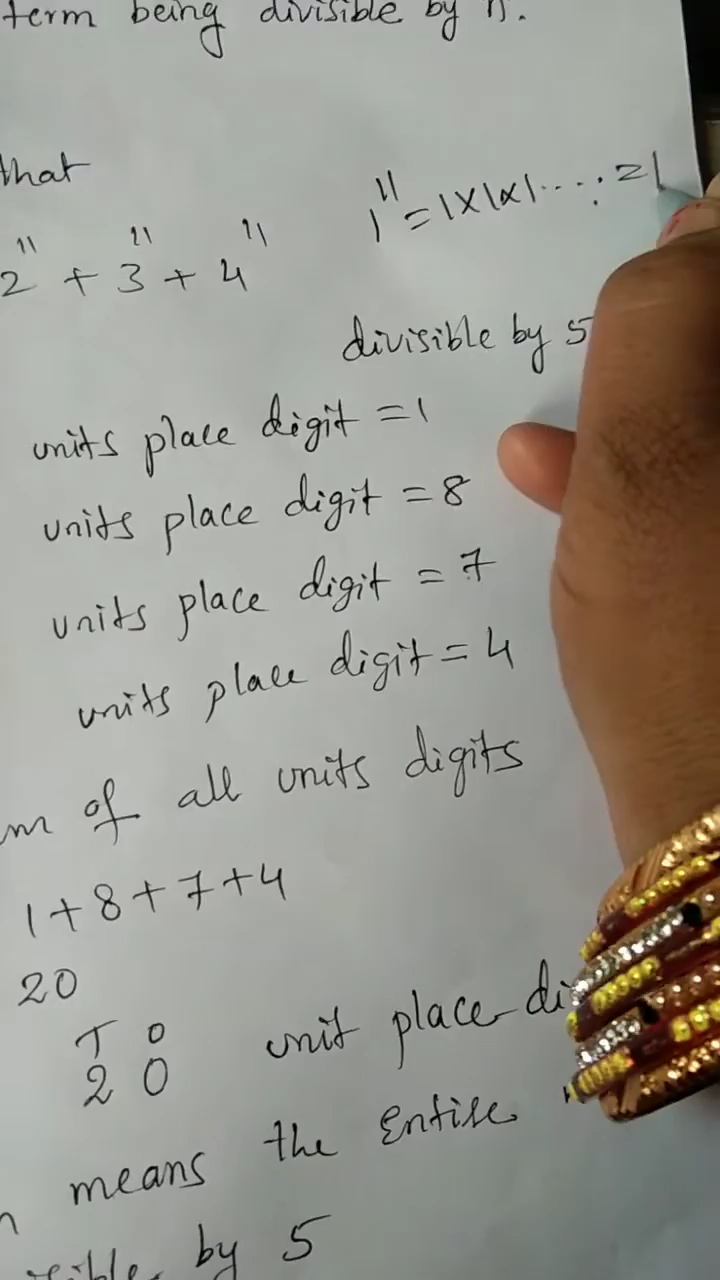 term being divisible by 11.
that
1¹¹ = 1×1×1....: = 1
2¹¹ + 3¹¹ + 4¹¹
divisible by 5
units place digit = 1
units place digit = 8
units place digit = 7
units place digit = 4
of all units digits
1+8+7+4
20
T O
2 0 unit place
means the entire
by 5